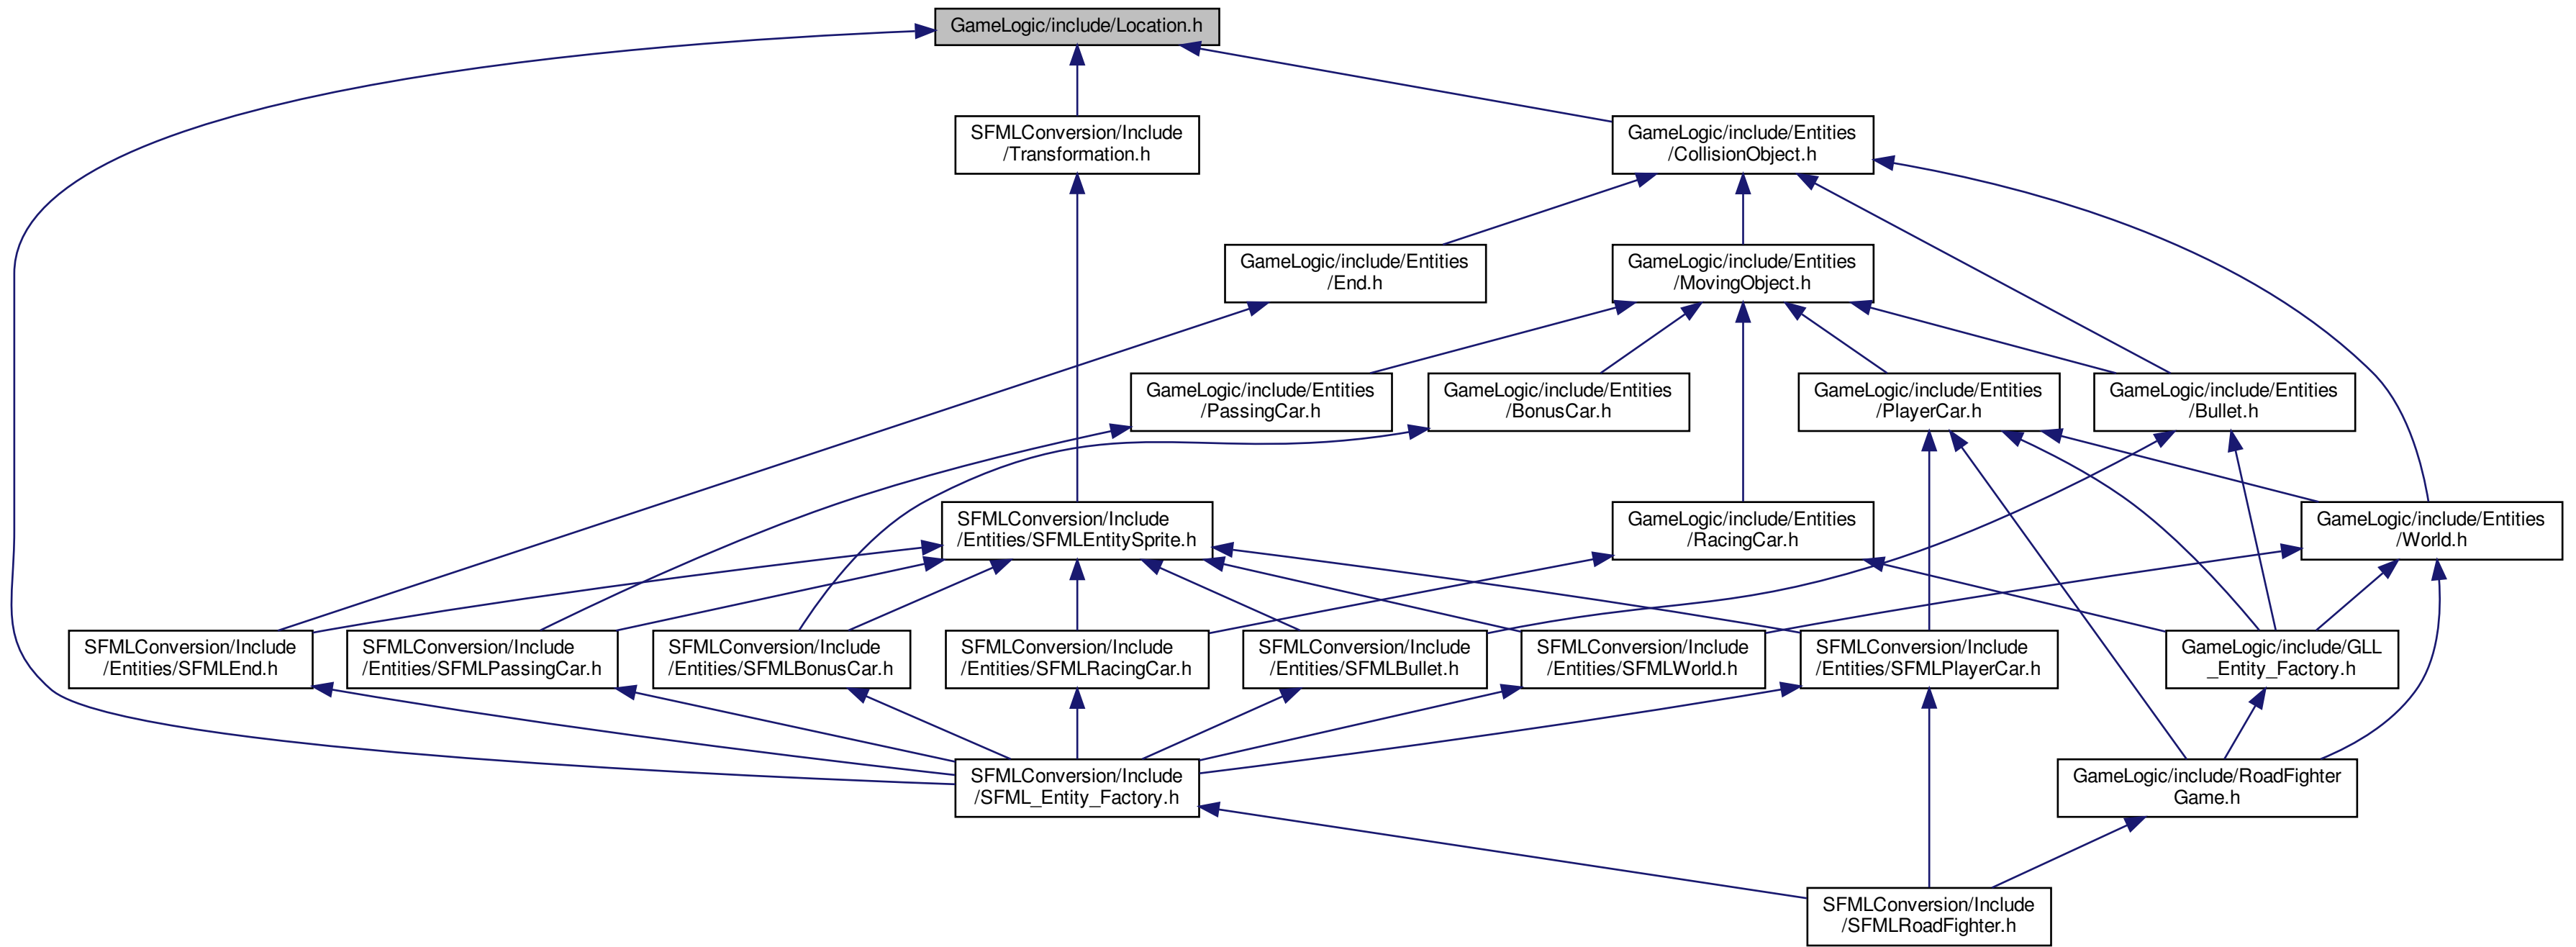 GameLogic/include/Location.h
SFMLConversion/Include
/Transformation.h
GameLogic/include/Entities
/CollisionObject.h
GameLogic/include/Entities
/End.h
GameLogic/include/Entities
/MovingObject.h
GameLogic/include/Entities
/PassingCar.h
GameLogic/include/Entities
/BonusCar.h
GameLogic/include/Entities
/PlayerCar.h
GameLogic/include/Entities
/Bullet.h
SFMLConversion/Include
/Entities/SFMLEntitySprite.h
GameLogic/include/Entities
/RacingCar.h
GameLogic/include/Entities
/World.h
SFMLConversion/Include
/Entities/SFMLEnd.h
SFMLConversion/Include
/Entities/SFMLPassingCar.h
SFMLConversion/Include
/Entities/SFMLBonusCar.h
SFMLConversion/Include
/Entities/SFMLRacingCar.h
SFMLConversion/Include
/Entities/SFMLBullet.h
SFMLConversion/Include
/Entities/SFMLWorld.h
SFMLConversion/Include
/Entities/SFMLPlayerCar.h
GameLogic/include/GLL
_Entity_Factory.h
SFMLConversion/Include
/SFML_Entity_Factory.h
GameLogic/include/RoadFighter
Game.h
SFMLConversion/Include
/SFMLRoadFighter.h